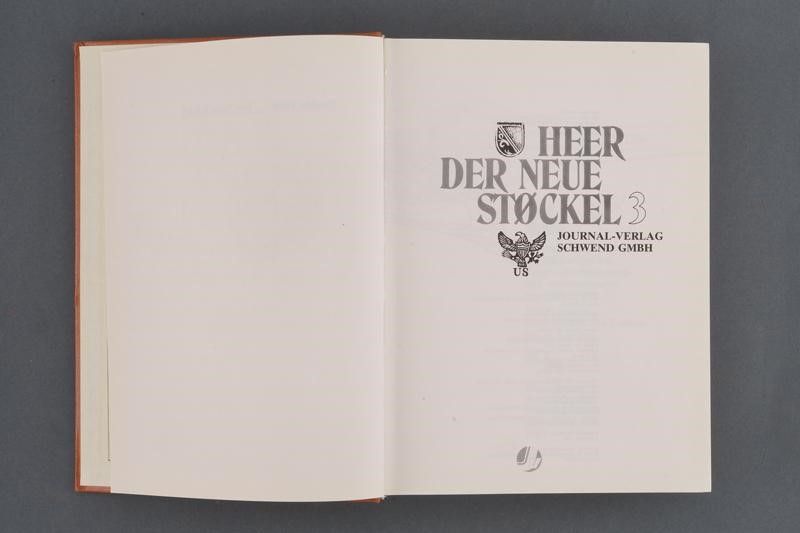 HEER
DER NEUE
STØCKEL 3
JOURNAL-VERLAG
SCHWEND GMBH
US